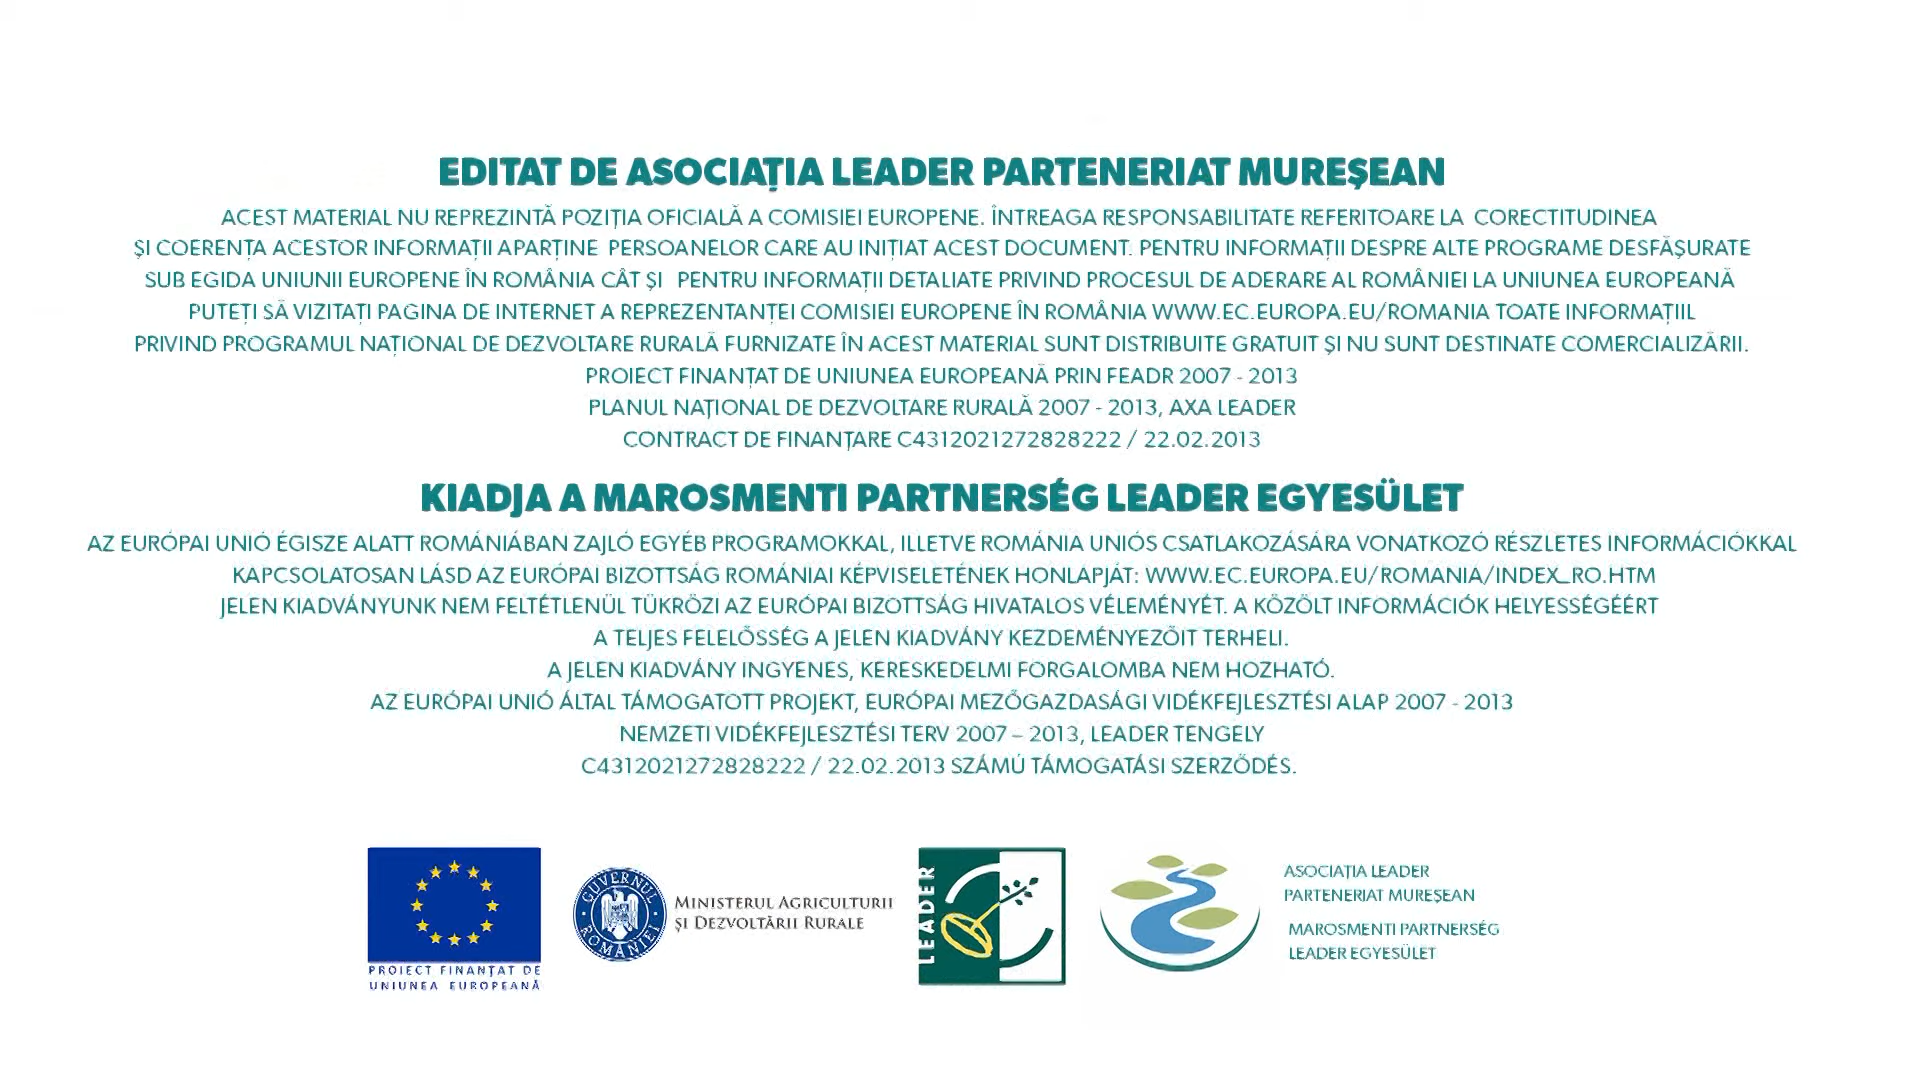 EDITAT DE ASOCIAȚIA LEADER PARTENERIAT MUREȘEAN
ACEST MATERIAL NU REPREZINTĂ POZIȚIA OFICIALĂ A COMISIEI EUROPENE. ÎNTREAGA RESPONSABILITATE REFERITOARE LA CORECTITUDINEA
ȘI COERENȚA ACESTOR INFORMAȚII APARȚINE PERSOANELOR CARE AU INIȚIAT ACEST DOCUMENT. PENTRU INFORMAȚII DESPRE ALTE PROGRAME DESFĂȘURATE
SUB EGIDA UNIUNII EUROPENE ÎN ROMÂNIA CÂT ȘI PENTRU INFORMAȚII DETALIATE PRIVIND PROCESUL DE ADERARE AL ROMÂNIEI LA UNIUNEA EUROPEANĂ
PUTEȚI SĂ VIZITAȚI PAGINA DE INTERNET A REPREZENTANȚEI COMISIEI EUROPENE ÎN ROMÂNIA WWW.EC.EUROPA.EU/ROMANIA TOATE INFORMAȚIIL
PRIVIND PROGRAMUL NAȚIONAL DE DEZVOLTARE RURALĂ FURNIZATE ÎN ACEST MATERIAL SUNT DISTRIBUITE GRATUIT ȘI NU SUNT DESTINATE COMERCIALIZĂRII.
PROIECT FINANȚAT DE UNIUNEA EUROPEANĂ PRIN FEADR 2007 - 2013
PLANUL NAȚIONAL DE DEZVOLTARE RURALĂ 2007 - 2013, AXA LEADER
CONTRACT DE FINANȚARE C4312021272828222 / 22.02.2013
KIADJA A MAROSMENTI PARTNERSÉG LEADER EGYESÜLET
AZ EURÓPAI UNIÓ ÉGISZE ALATT ROMÁNIÁBAN ZAJLÓ EGYÉB PROGRAMOKKAL, ILLETVE ROMÁNIA UNIÓS CSATLAKOZÁSÁRA VONATKOZÓ RÉSZLETES INFORMÁCIÓKKAL
KAPCSOLATOSAN LÁSD AZ EURÓPAI BIZOTTSÁG ROMÁNIAI KÉPVISELETÉNEK HONLAPJÁT: WWW.EC.EUROPA.EU/ROMANIA/INDEX_RO.HTM
JELEN KIADVÁNYUNK NEM FELTÉTLENÜL TÜKRÖZI AZ EURÓPAI BIZOTTSÁG HIVATALOS VÉLEMÉNYÉT. A KÖZÖLT INFORMÁCIÓK HELYESSÉGÉÉRT
A TELJES FELELŐSSÉG A JELEN KIADVÁNY KEZDEMÉNYEZŐIT TERHELI.
A JELEN KIADVÁNY INGYENES, KERESKEDELMI FORGALOMBA NEM HOZHATÓ.
AZ EURÓPAI UNIÓ ÁLTAL TÁMOGATOTT PROJEKT, EURÓPAI MEZŐGAZDASÁGI VIDÉKFEJLESZTÉSI ALAP 2007 - 2013
NEMZETI VIDÉKFEJLESZTÉSI TERV 2007 – 2013, LEADER TENGELY
C4312021272828222 / 22.02.2013 SZÁMÚ TÁMOGATÁSI SZERZŐDÉS.
PROIECT FINANȚAT DE
UNIUNEA EUROPEANĂ
GUVERNUL
ROMÂNIEI
MINISTERUL AGRICULTURII
ȘI DEZVOLTĂRII RURALE
LEADER
ASOCIAȚIA LEADER
PARTENERIAT MUREȘEAN
MAROSMENTI PARTNERSÉG
LEADER EGYESÜLET